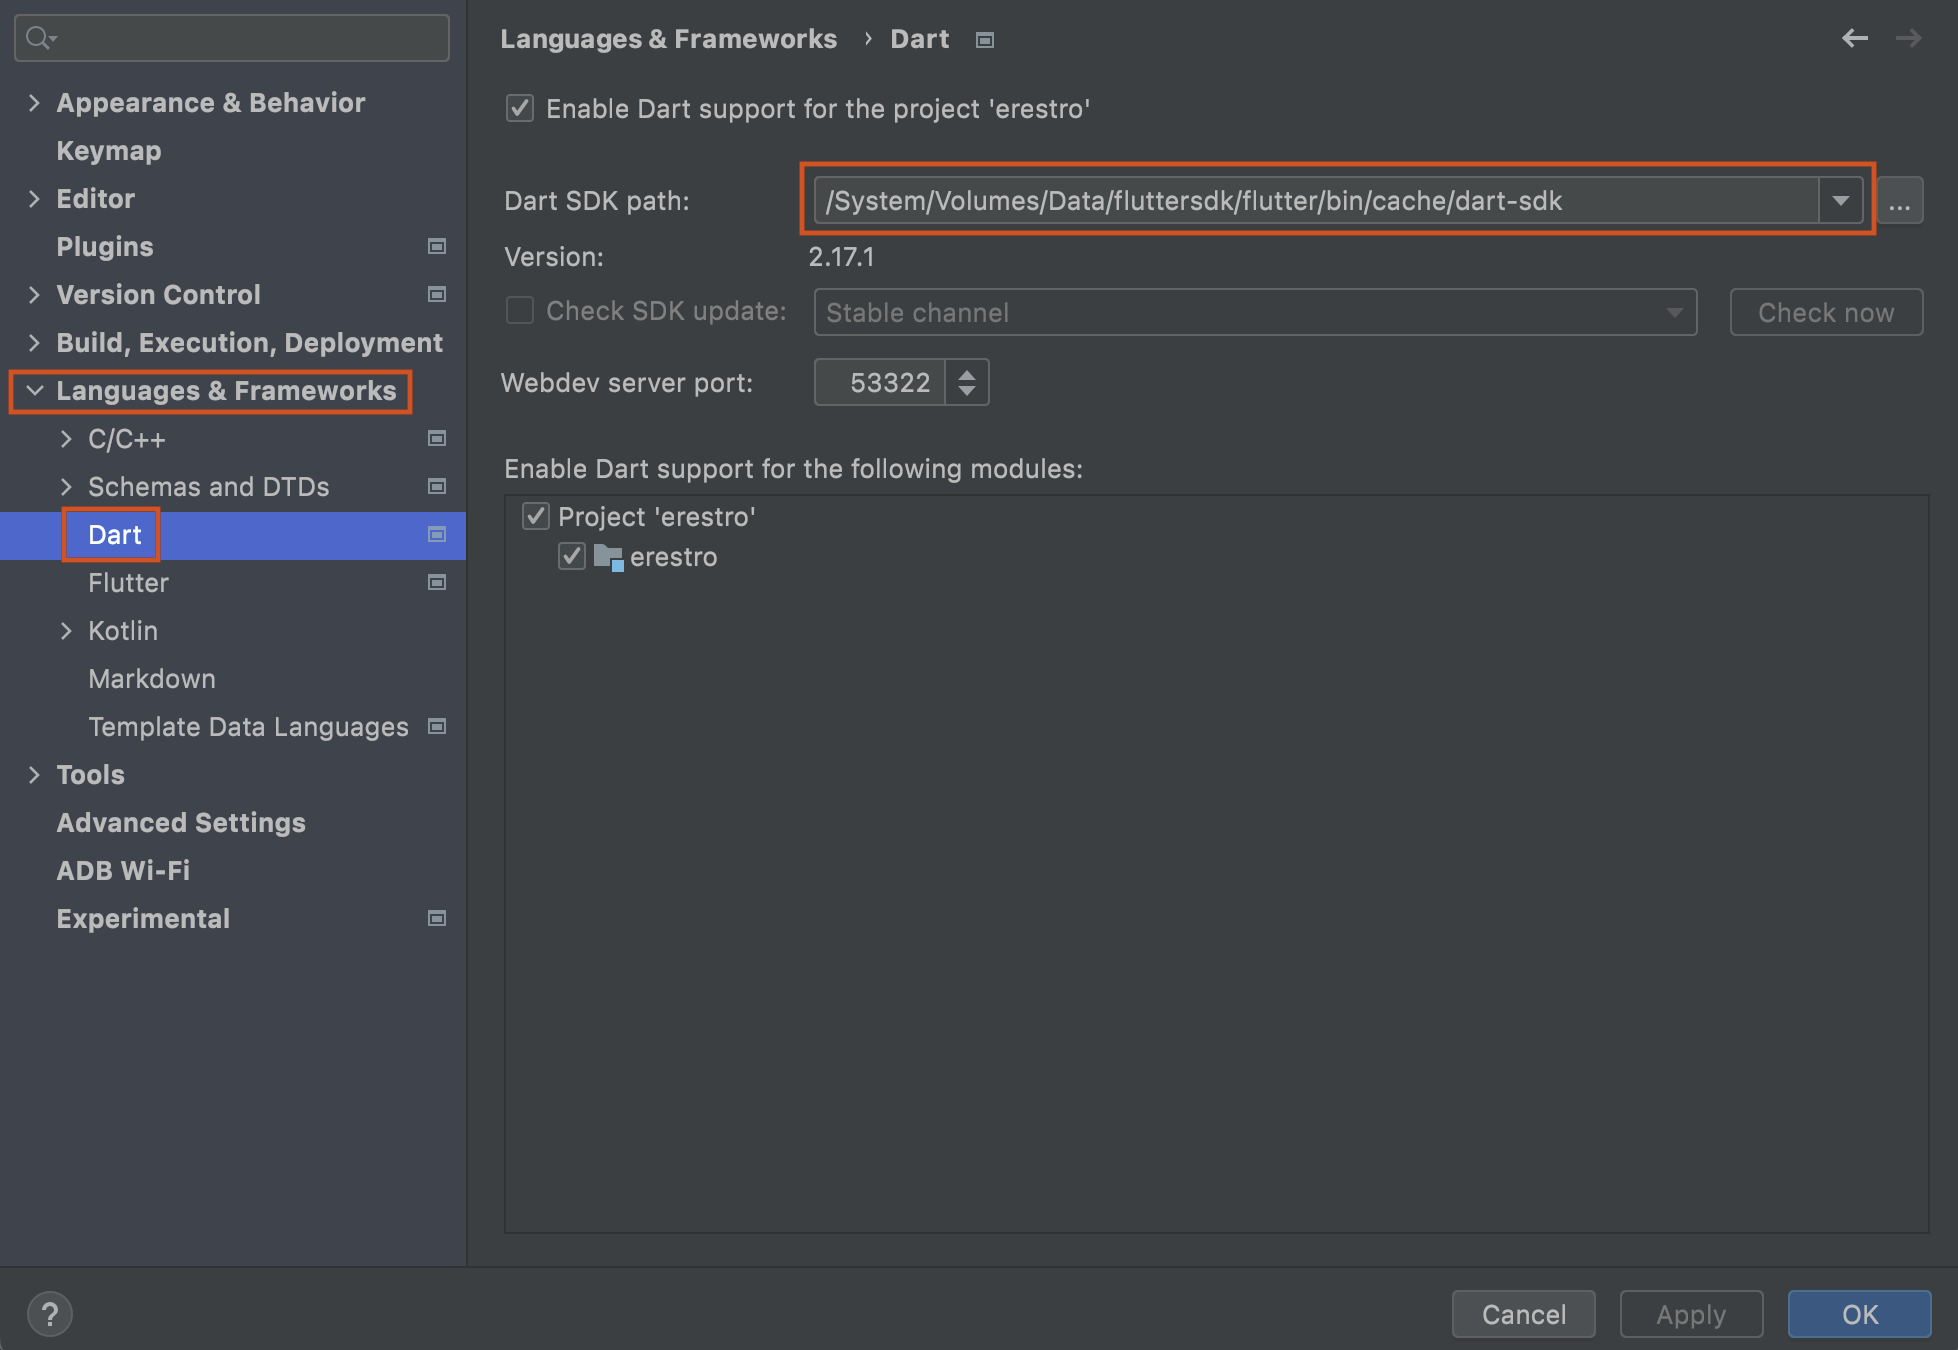 Appearance & Behavior
Keymap
Editor
Plugins
Version Control
Build, Execution, Deployment
Languages & Frameworks
C/C++
Schemas and DTDs
Dart
Flutter
Kotlin
Markdown
Template Data Languages
Tools
Advanced Settings
ADB Wi-Fi
Experimental
Languages & Frameworks › Dart
Enable Dart support for the project 'erestro'
Dart SDK path: /System/Volumes/Data/fluttersdk/flutter/bin/cache/dart-sdk ...
Version: 2.17.1
Check SDK update: Stable channel Check now
Webdev server port: 53322
Enable Dart support for the following modules:
Project 'erestro'
erestro
? Cancel Apply OK